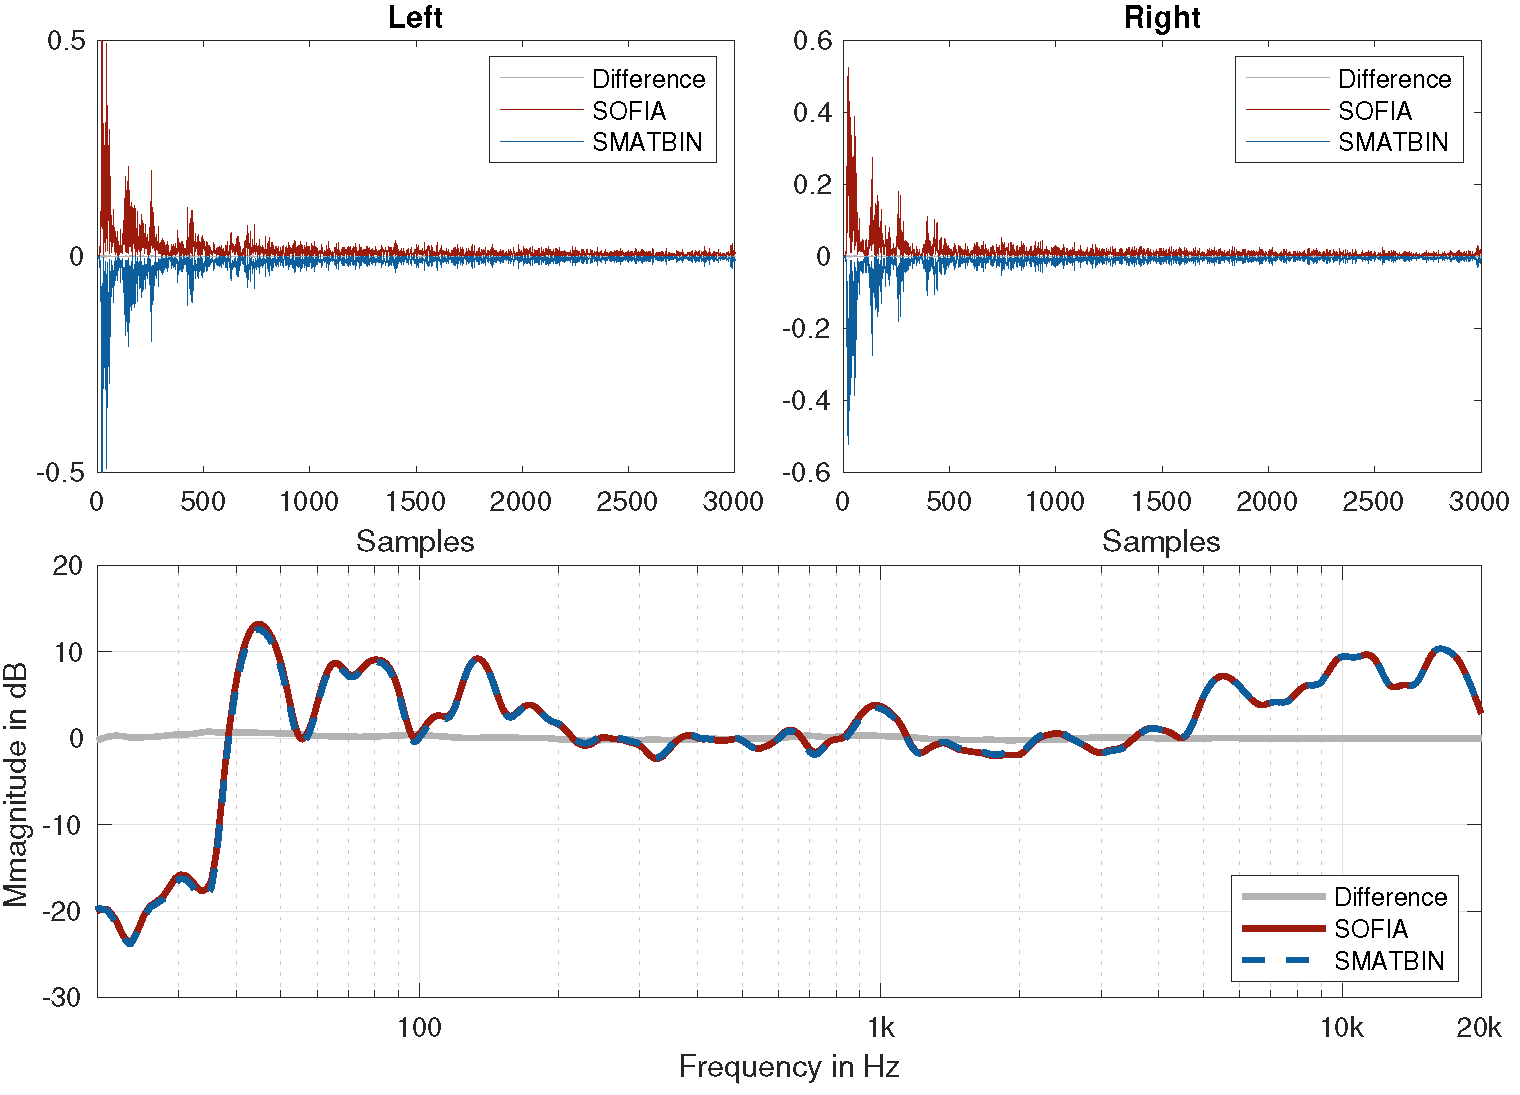 Left
0.5
0
-0.5
0 500 1000 1500 2000 2500 3000
Samples
Difference
SOFIA
SMATBIN
Right
0.6
0.4
0.2
0
-0.2
-0.4
-0.6
0 500 1000 1500 2000 2500 3000
Samples
Difference
SOFIA
SMATBIN
Mmagnitude in dB
20
10
0
-10
-20
-30
100 1k 10k 20k
Frequency in Hz
Difference
SOFIA
SMATBIN